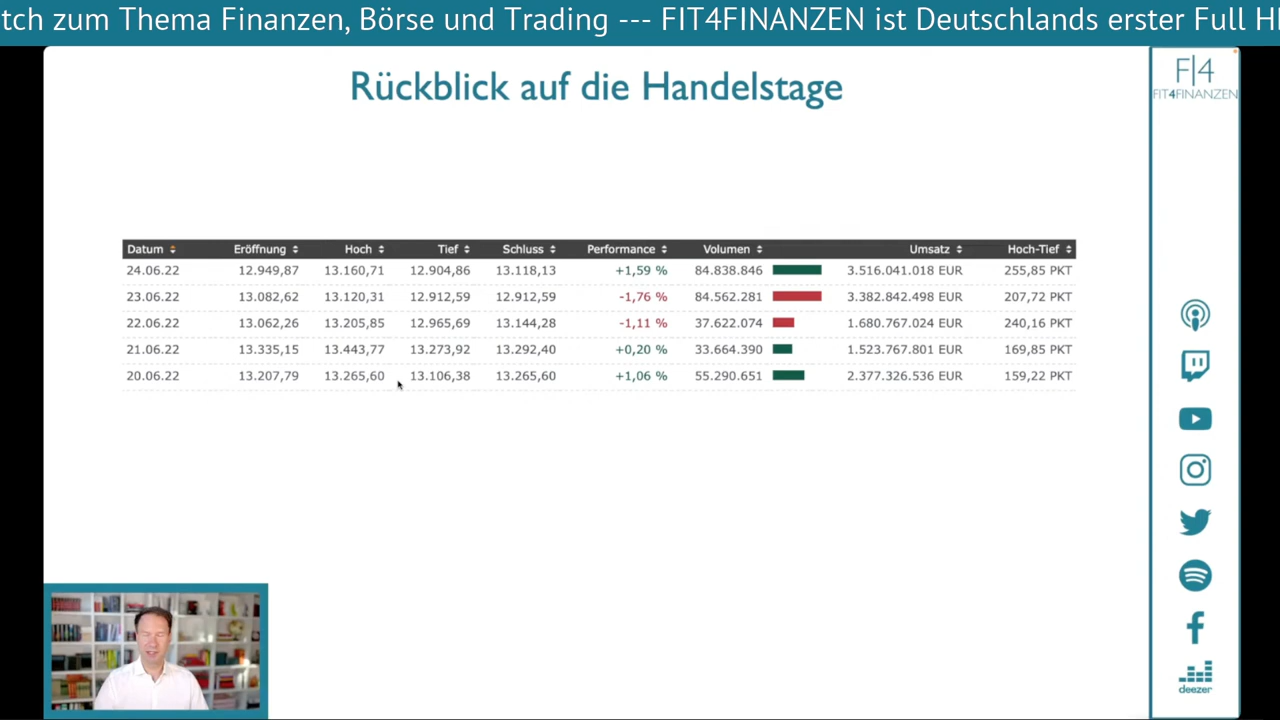 tch zum Thema Finanzen, Börse und Trading --- FIT4FINANZEN ist Deutschlands erster Full H
Rückblick auf die Handelstage
F|4
FIT4FINANZEN
Datum Eröffnung Hoch Tief Schluss Performance Volumen Umsatz Hoch-Tief
24.06.22 12.949,87 13.160,71 12.904,86 13.118,13 +1,59 % 84.838.846 3.516.041.018 EUR 255,85 PKT
23.06.22 13.082,62 13.120,31 12.912,59 12.912,59 -1,76 % 84.562.281 3.382.842.498 EUR 207,72 PKT
22.06.22 13.062,26 13.205,85 12.965,69 13.144,28 -1,11 % 37.622.074 1.680.767.024 EUR 240,16 PKT
21.06.22 13.335,15 13.443,77 13.273,92 13.292,40 +0,20 % 33.664.390 1.523.767.801 EUR 169,85 PKT
20.06.22 13.207,79 13.265,60 13.106,38 13.265,60 +1,06 % 55.290.651 2.377.326.536 EUR 159,22 PKT
deezer